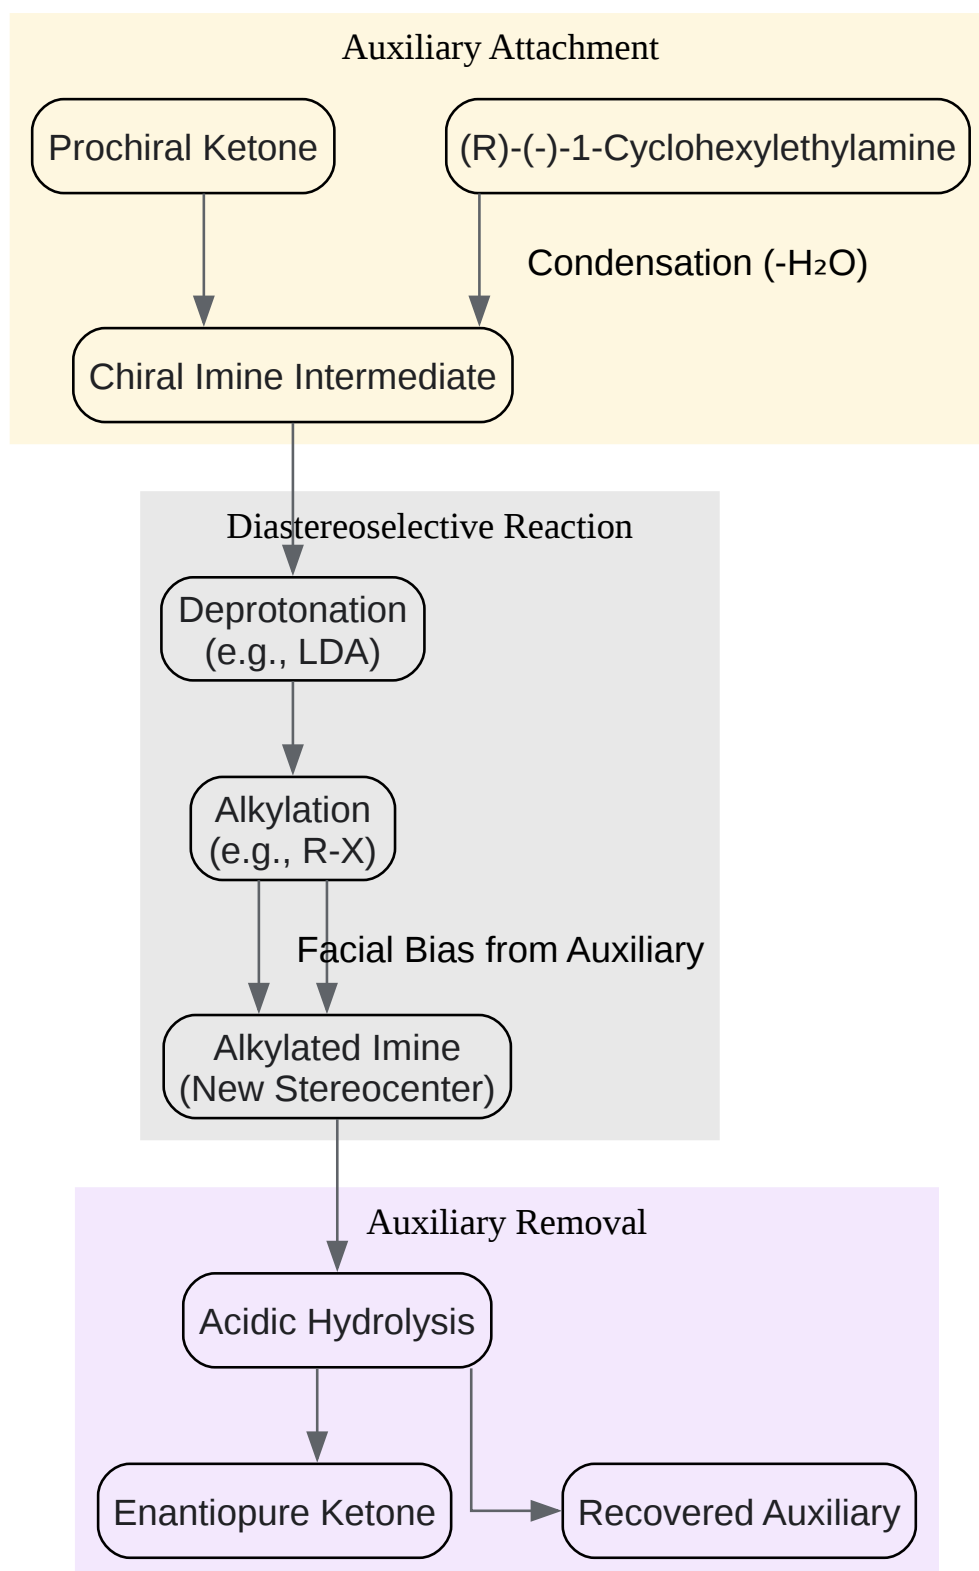 Auxiliary Attachment
Prochiral Ketone
(R)-(-)-1-Cyclohexylethylamine
Condensation (-H₂O)
Chiral Imine Intermediate
Diastereoselective Reaction
Deprotonation
(e.g., LDA)
Alkylation
(e.g., R-X)
Facial Bias from Auxiliary
Alkylated Imine
(New Stereocenter)
Auxiliary Removal
Acidic Hydrolysis
Enantiopure Ketone
Recovered Auxiliary